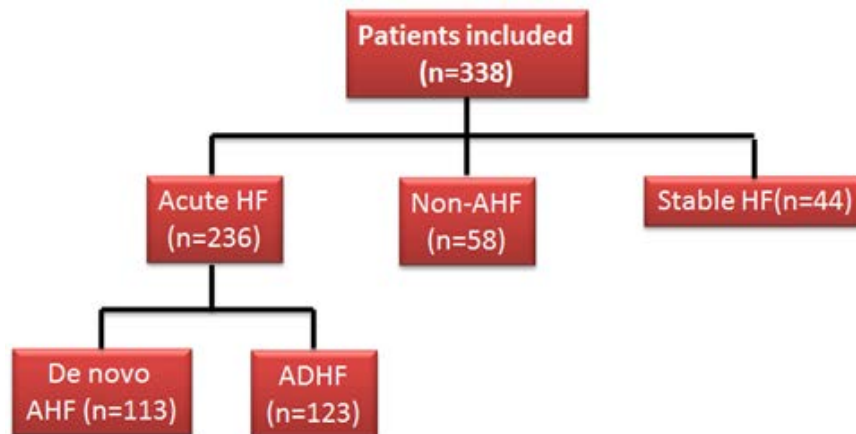 Patients included
(n=338)
Acute HF
(n=236)
Non-AHF
(n=58)
Stable HF(n=44)
De novo
AHF (n=113)
ADHF
(n=123)